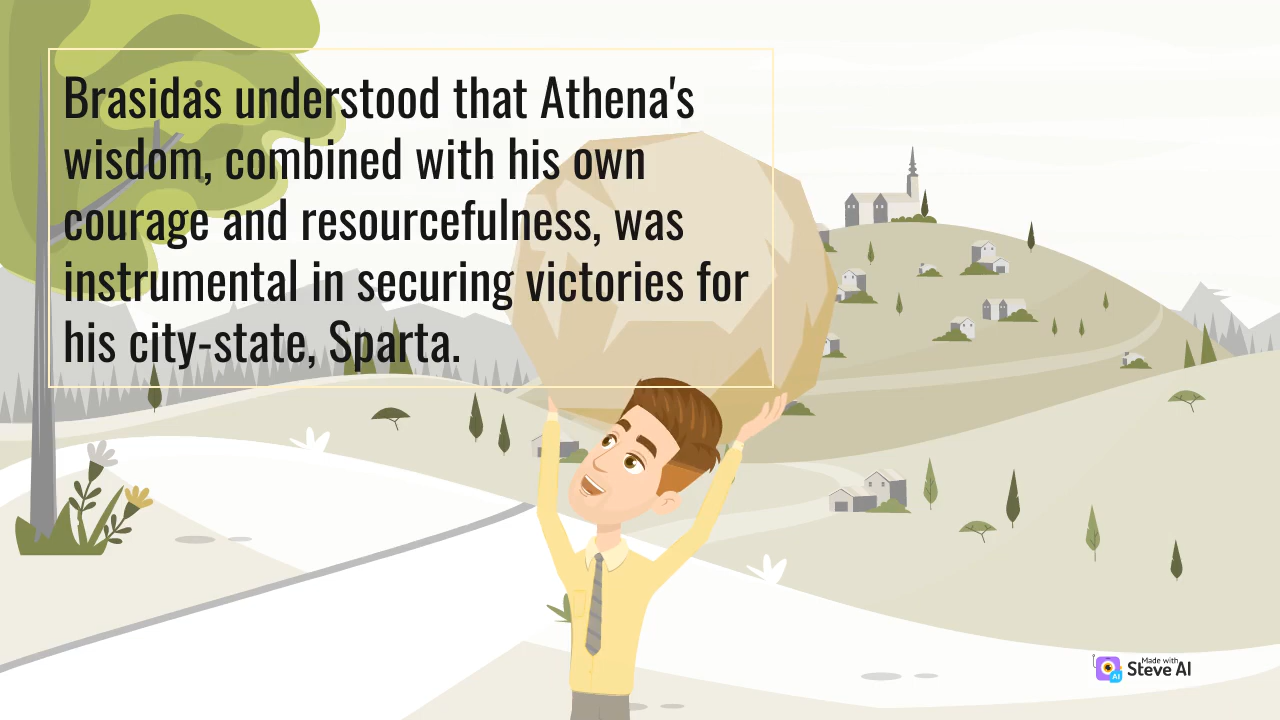 Brasidas understood that Athena's
wisdom, combined with his own
courage and resourcefulness, was
instrumental in securing victories for
his city-state, Sparta.
Made with
Steve AI
AI